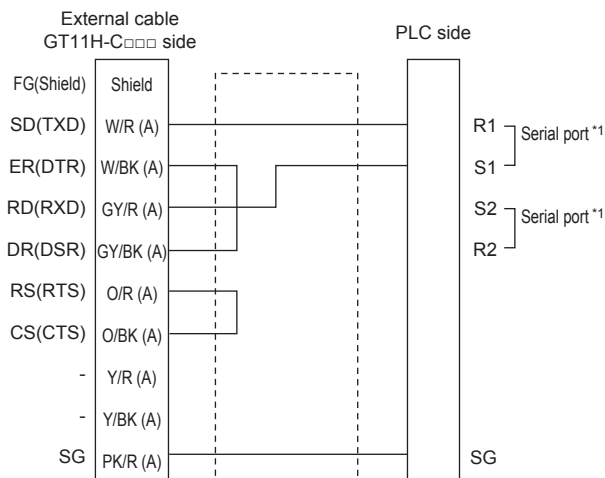 External cable
GT11H-C□□□ side
PLC side
FG(Shield) Shield
SD(TXD) W/R (A) R1
Serial port *1
ER(DTR) W/BK (A) S1
RD(RXD) GY/R (A) S2
Serial port *1
DR(DSR) GY/BK (A) R2
RS(RTS) O/R (A)
CS(CTS) O/BK (A)
- Y/R (A)
- Y/BK (A)
SG PK/R (A) SG